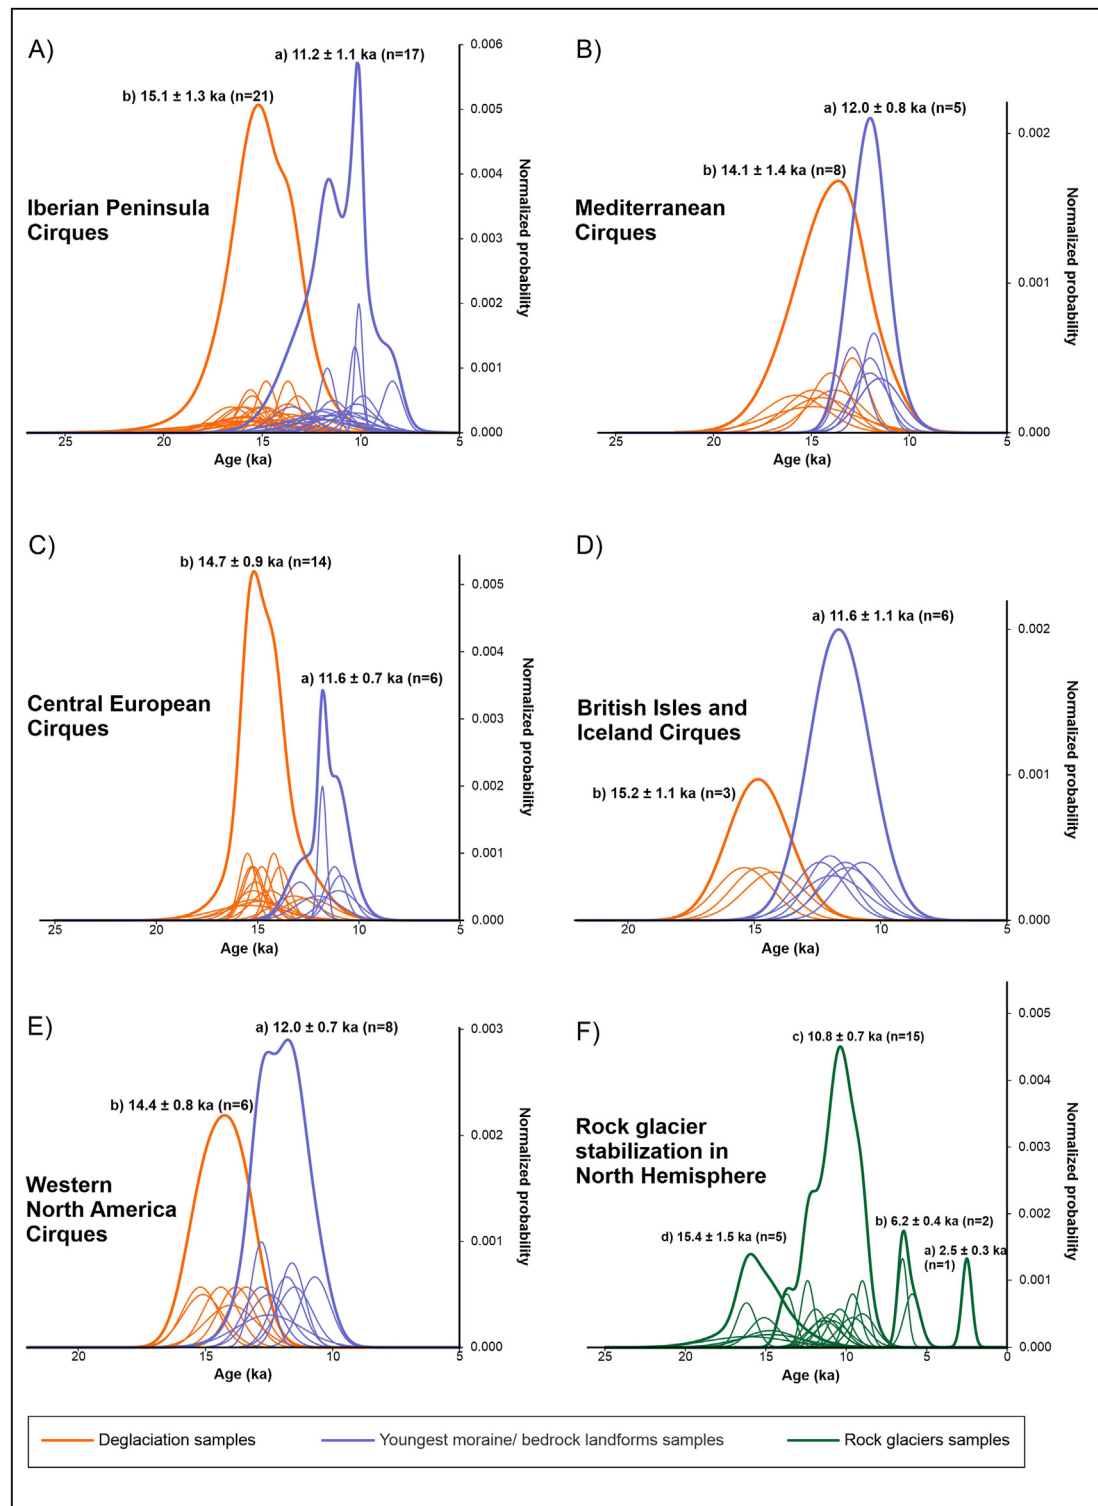 A)
a) 11.2 ± 1.1 ka (n=17)
b) 15.1 ± 1.3 ka (n=21)
Iberian Peninsula
Cirques
0.006
0.005
0.004
0.003
0.002
0.001
0.000
Normalized probability
25
20
15
10
5
Age (ka)
B)
a) 12.0 ± 0.8 ka (n=5)
b) 14.1 ± 1.4 ka (n=8)
Mediterranean
Cirques
0.002
0.001
0.000
Normalized probability
25
20
15
10
5
Age (ka)
C)
b) 14.7 ± 0.9 ka (n=14)
a) 11.6 ± 0.7 ka (n=6)
Central European
Cirques
0.005
0.004
0.003
0.002
0.001
0.000
Normalized probability
25
20
15
10
5
Age (ka)
D)
a) 11.6 ± 1.1 ka (n=6)
British Isles and
Iceland Cirques
b) 15.2 ± 1.1 ka (n=3)
0.002
0.001
0.000
Normalized probability
20
15
10
5
Age (ka)
E)
a) 12.0 ± 0.7 ka (n=8)
b) 14.4 ± 0.8 ka (n=6)
Western
North America
Cirques
0.003
0.002
0.001
0.000
Normalized probability
20
15
10
5
Age (ka)
F)
c) 10.8 ± 0.7 ka (n=15)
Rock glacier
stabilization in
North Hemisphere
b) 6.2 ± 0.4 ka (n=2)
d) 15.4 ± 1.5 ka (n=5)
a) 2.5 ± 0.3 ka
(n=1)
0.005
0.004
0.003
0.002
0.001
0.000
Normalized probability
25
20
15
10
5
0
Age (ka)
Deglaciation samples
Youngest moraine/ bedrock landforms samples
Rock glaciers samples